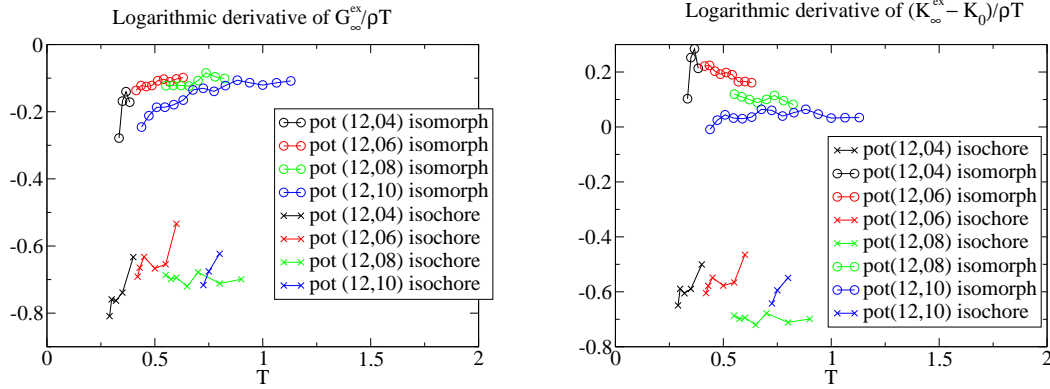 Logarithmic derivative of G∞^ex/ρT
0
-0.2
-0.4
-0.6
-0.8
0
0.5
1
1.5
2
T
pot (12,04) isomorph
pot (12,06) isomorph
pot (12,08) isomorph
pot (12,10) isomorph
pot (12,04) isochore
pot (12,06) isochore
pot (12,08) isochore
pot (12,10) isochore
Logarithmic derivative of (K∞^ex – K₀)/ρT
0.2
0
-0.2
-0.4
-0.6
-0.8
0
0.5
1
1.5
2
T
pot(12,04) isochore
pot(12,04) isomorph
pot(12,06) isomorph
pot(12,06) isochore
pot(12,08) isochore
pot(12,08) isomorph
pot(12,10) isomorph
pot(12,10) isochore